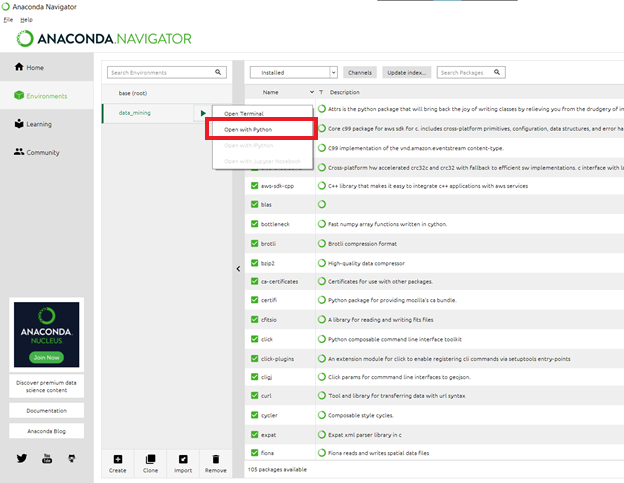 Anaconda Navigator
File Help
ANACONDA.NAVIGATOR
Home
Environments
Learning
Community
ANACONDA
NUCLEUS
Join Now
Discover premium data
science content
Documentation
Anaconda Blog
Search Environments
base (root)
data_mining
Open Terminal
Open with Python
Open with IPython
Open with Jupyter Notebook
Create
Clone
Import
Remove
Installed
Channels
Update index...
Search Packages
Name
T
Description
Attrs is the python package that will bring back the joy of writing classes by relieving you from the drudgery of
Core c99 package for aws sdk for c. includes cross-platform primitives, configuration, data structures, and error
C99 implementation of the vnd.amazon.eventstream content-type.
Cross-platform hw accelerated crc32c and crc32 with fallback to efficient sw implementations. c interface with
aws-sdk-cpp
C++ library that makes it easy to integrate c++ applications with aws services
blas
bottleneck
Fast numpy array functions written in cython.
brotli
Brotli compression format
bzip2
High-quality data compressor
ca-certificates
Certificates for use with other packages.
certifi
Python package for providing mozilla's ca bundle.
cfitsio
A library for reading and writing fits files
click
Python composable command line interface toolkit
click-plugins
An extension module for click to enable registering cli commands via setuptools entry-points
cligj
Click params for commmand line interfaces to geojson.
curl
Tool and library for transferring data with url syntax
cycler
Composable style cycles.
expat
Expat xml parser library in c
fiona
Fiona reads and writes spatial data files
105 packages available